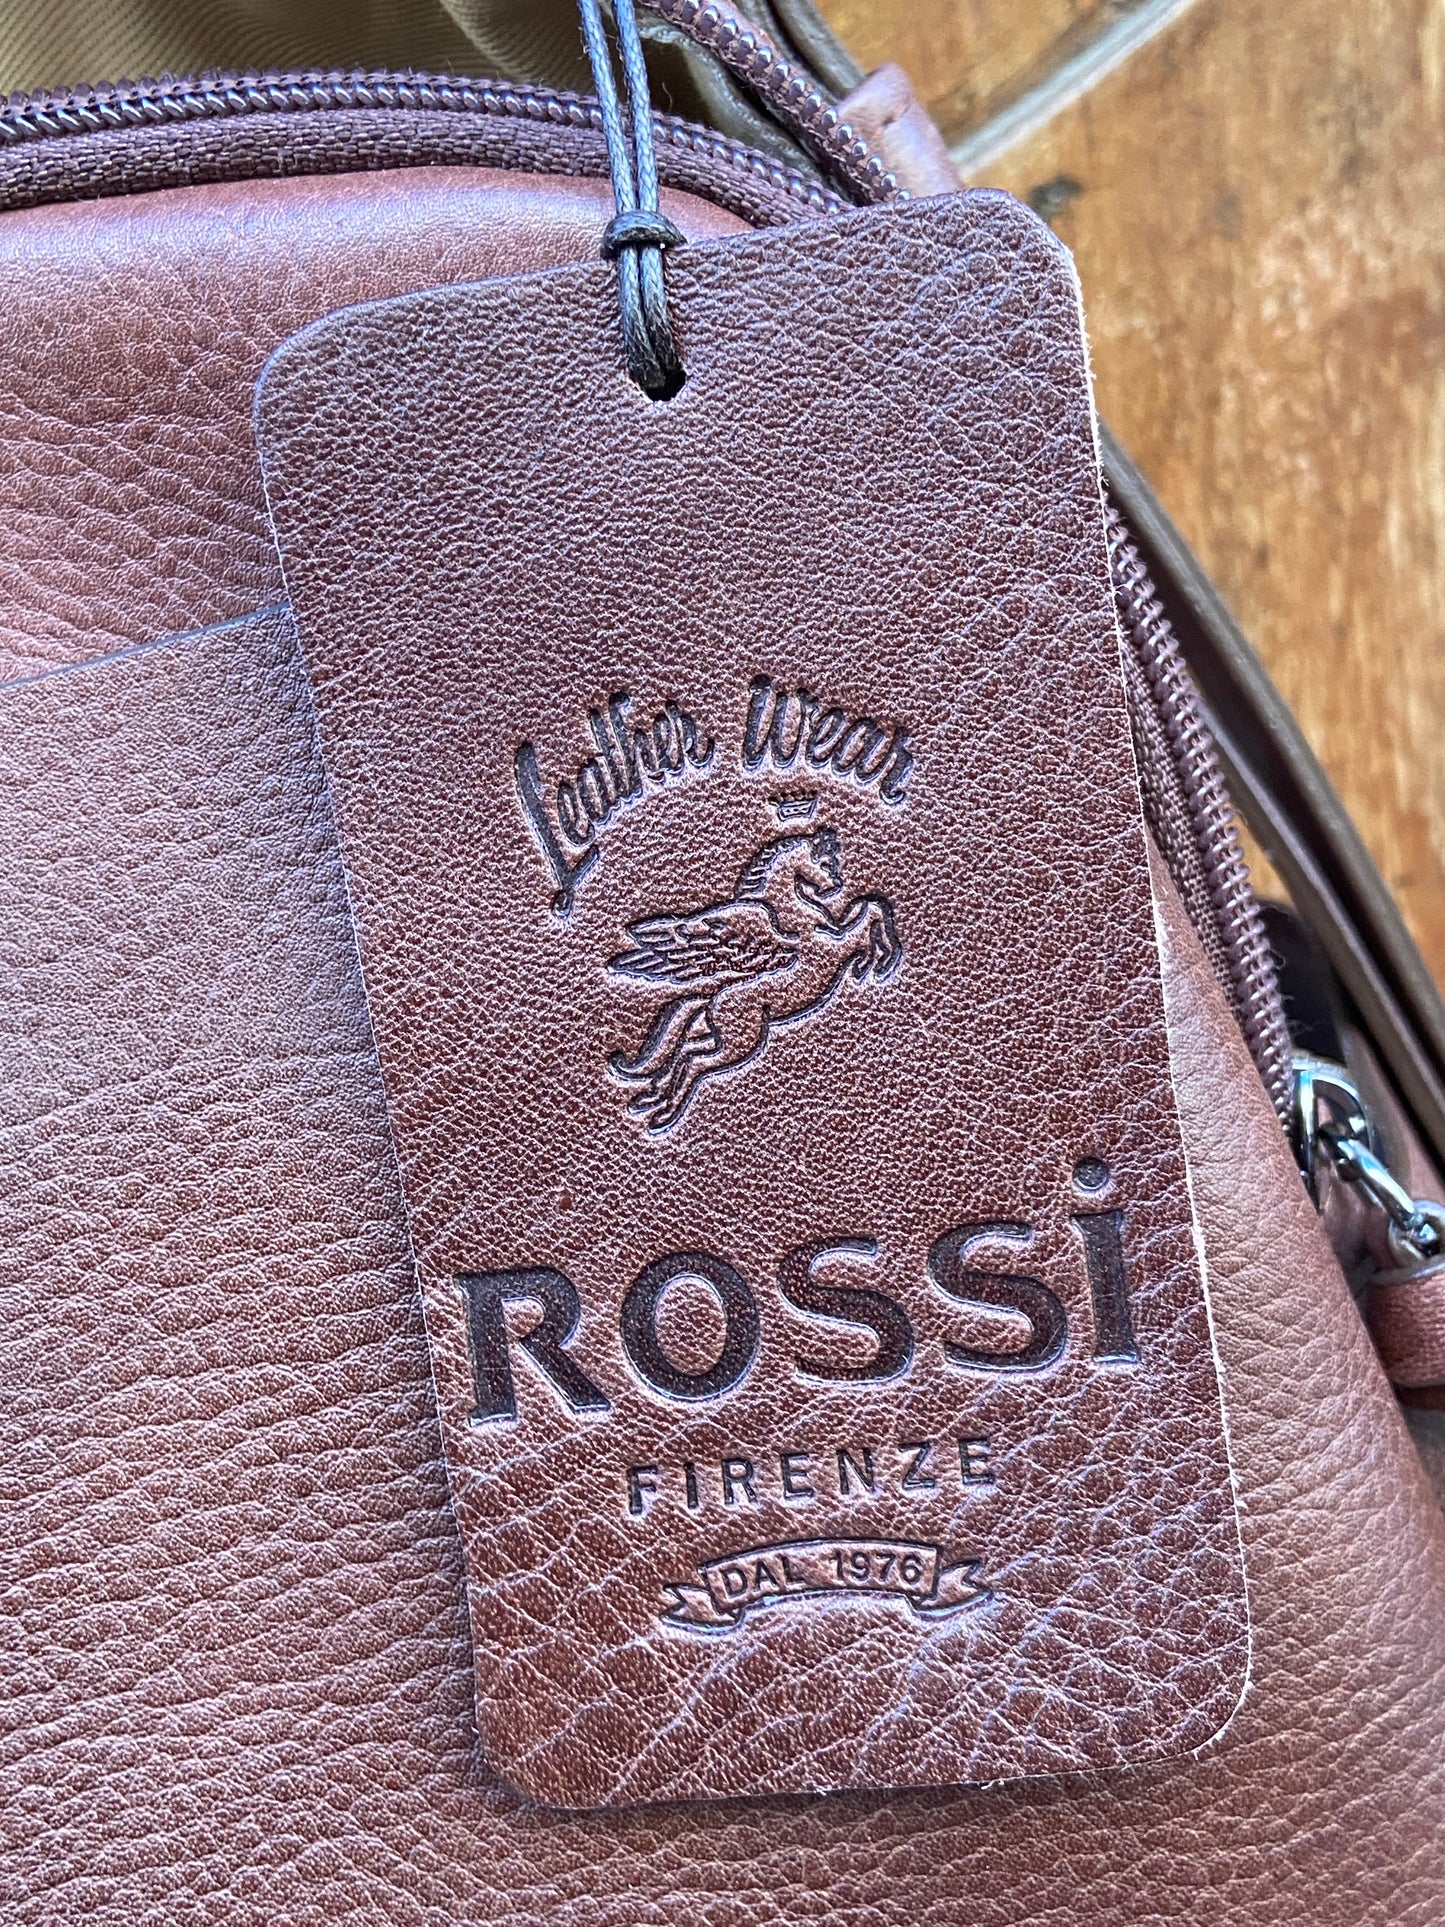 Leather Wear
ROSSi
FIRENZE
DAL 1976